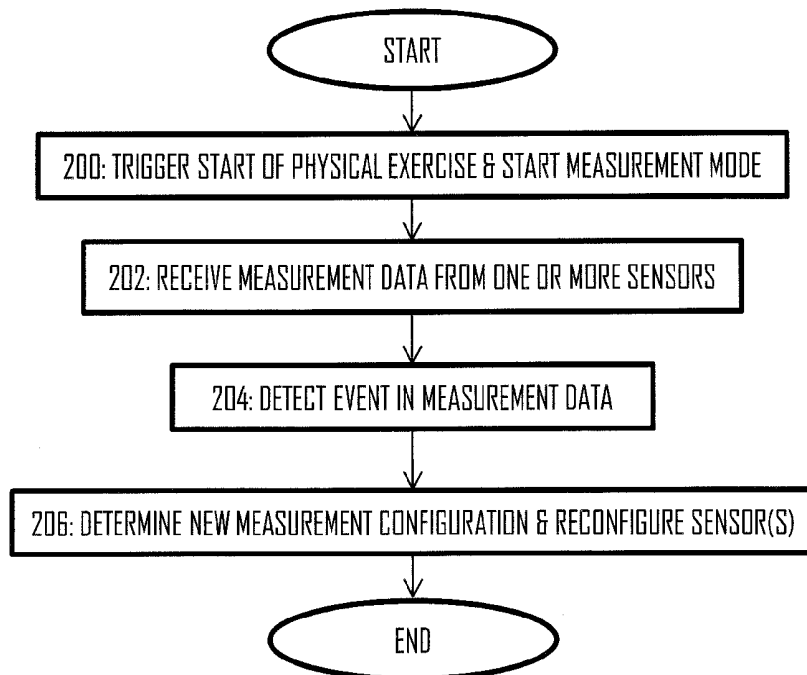 START
200: TRIGGER START OF PHYSICAL EXERCISE & START MEASUREMENT MODE
202: RECEIVE MEASUREMENT DATA FROM ONE OR MORE SENSORS
204: DETECT EVENT IN MEASUREMENT DATA
206: DETERMINE NEW MEASUREMENT CONFIGURATION & RECONFIGURE SENSOR(S)
END